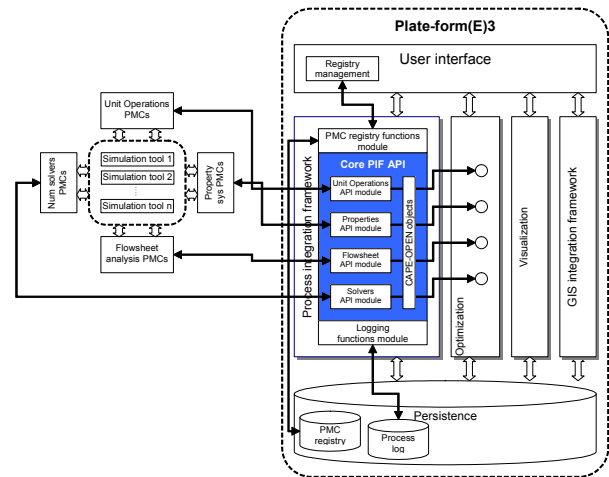 Plate-form(E)3
User interface
Registry
management
Unit Operations
PMCs
Num solvers
PMCs
Simulation tool 1
Simulation tool 2
Simulation tool n
Property
sys PMCs
Flowsheet
analysis PMCs
Process integration framework
PMC registry functions
module
Core PIF API
Unit Operations
API module
Properties
API module
Flowsheet
API module
Solvers
API module
CAPE-OPEN objects
Logging
functions module
Optimization
Visualization
GIS integration framework
Persistence
PMC
registry
Process
log